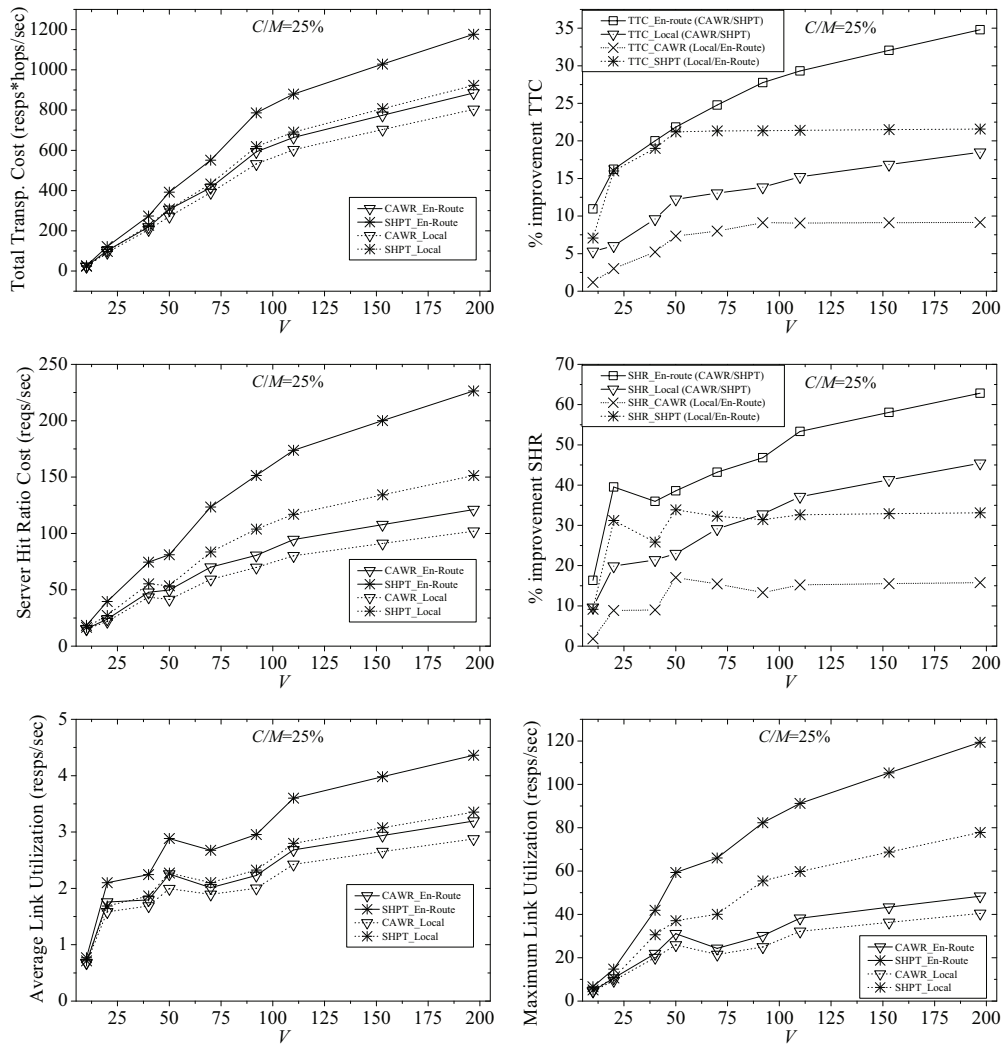 C/M=25%
Total Transp. Cost (resps*hops/sec)
1200
1000
800
600
400
200
0
CAWR_En-Route
SHPT_En-Route
CAWR_Local
SHPT_Local
25 50 75 100 125 150 175 200
V
TTC_En-route (CAWR/SHPT)
TTC_Local (CAWR/SHPT)
TTC_CAWR (Local/En-Route)
TTC_SHPT (Local/En-Route)
C/M=25%
% improvement TTC
35
30
25
20
15
10
5
0
25 50 75 100 125 150 175 200
V
C/M=25%
Server Hit Ratio Cost (reqs/sec)
250
200
150
100
50
0
CAWR_En-Route
SHPT_En-Route
CAWR_Local
SHPT_Local
25 50 75 100 125 150 175 200
V
SHR_En-route (CAWR/SHPT)
SHR_Local (CAWR/SHPT)
SHR_CAWR (Local/En-Route)
SHR_SHPT (Local/En-Route)
C/M=25%
% improvement SHR
70
60
50
40
30
20
10
0
25 50 75 100 125 150 175 200
V
C/M=25%
Average Link Utilization (resps/sec)
5
4
3
2
1
0
CAWR_En-Route
SHPT_En-Route
CAWR_Local
SHPT_Local
25 50 75 100 125 150 175 200
V
C/M=25%
Maximum Link Utilization (resps/sec)
120
100
80
60
40
20
0
CAWR_En-Route
SHPT_En-Route
CAWR_Local
SHPT_Local
25 50 75 100 125 150 175 200
V